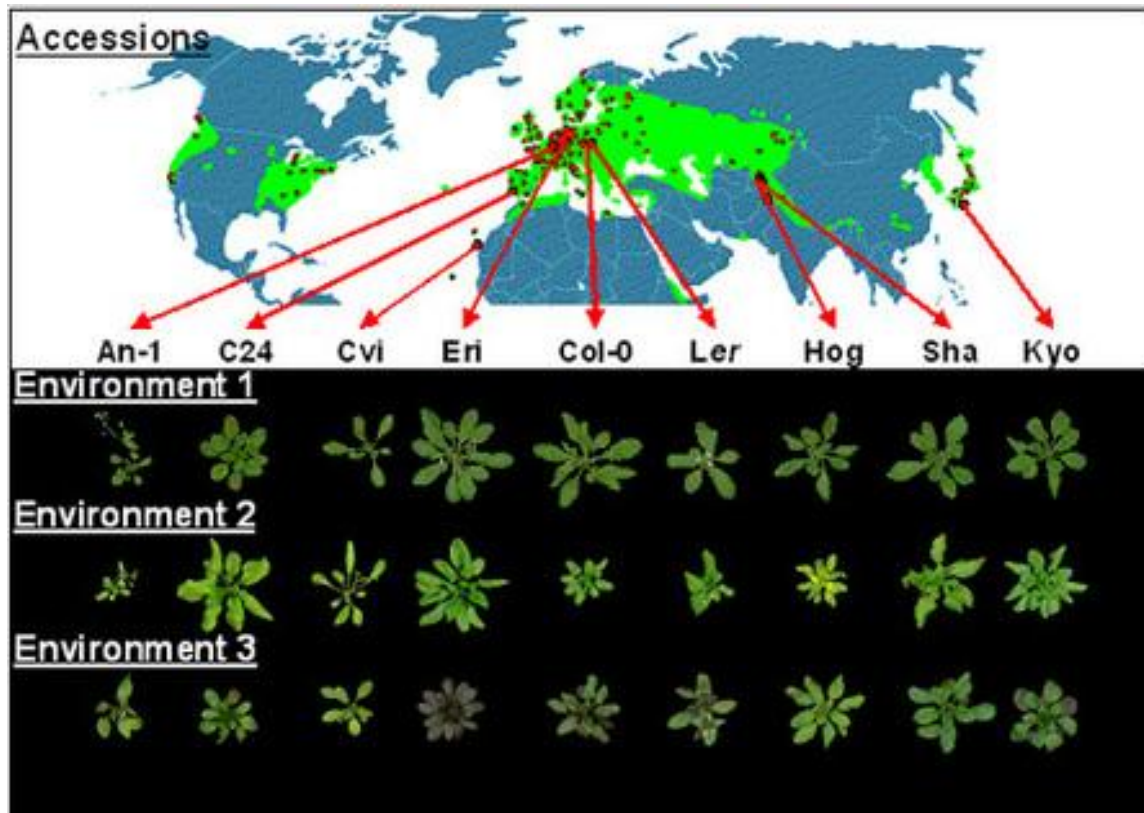 Accessions
An-1 C24 Cvi Eri Col-0 Ler Hog Sha Kyo
Environment 1
Environment 2
Environment 3